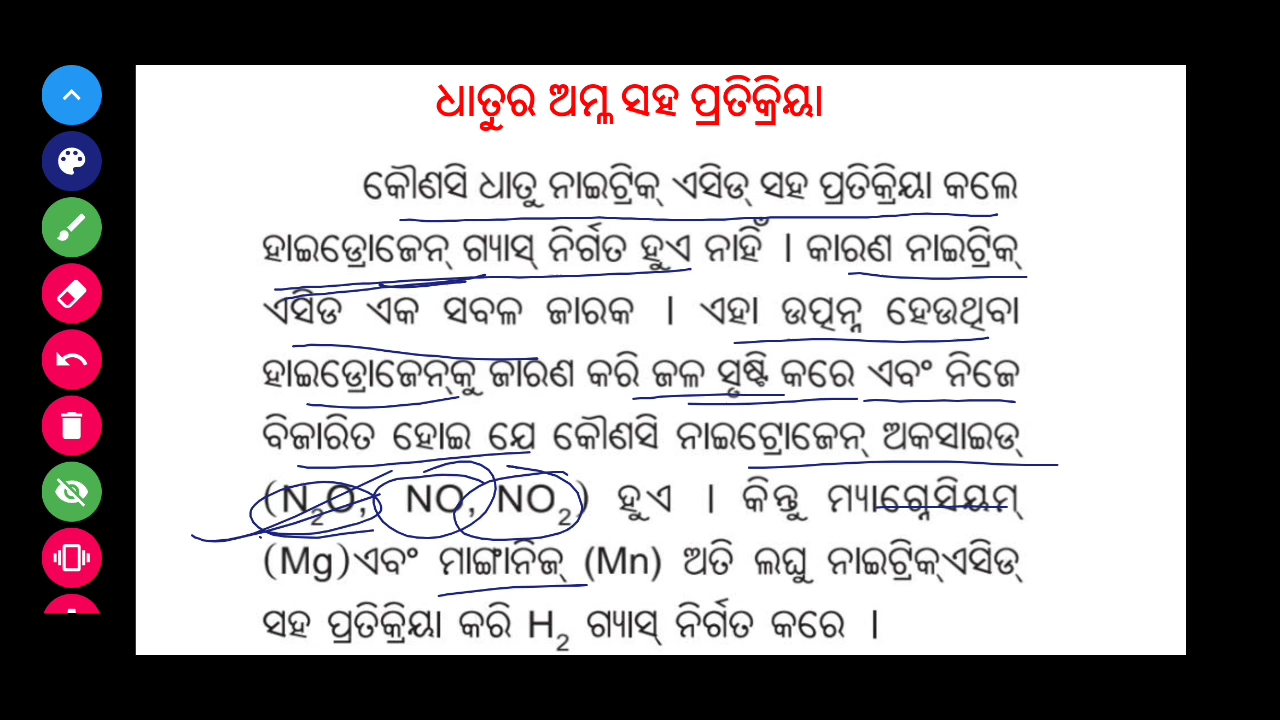 ଧାତୁର ଅମ୍ଳ ସହ ପ୍ରତିକ୍ରିୟା
କୌଣସି ଧାତୁ ନାଇଟ୍ରିକ୍ ଏସିଡ୍ ସହ ପ୍ରତିକ୍ରିୟା କଲେ
ହାଇଡ୍ରୋଜେନ୍ ଗ୍ୟାସ୍ ନିର୍ଗତ ହୁଏ ନାହିଁ । କାରଣ ନାଇଟ୍ରିକ୍
ଏସିଡ ଏକ ସବଳ ଜାରକ । ଏହା ଉତ୍ପନ୍ନ ହେଉଥିବା
ହାଇଡ୍ରୋଜେନ୍‌କୁ ଜାରଣ କରି ଜଳ ସୃଷ୍ଟି କରେ ଏବଂ ନିଜେ
ବିଜାରିତ ହୋଇ ଯେ କୌଣସି ନାଇଟ୍ରୋଜେନ୍ ଅକସାଇଡ୍
(N₂O, NO, NO₂) ହୁଏ । କିନ୍ତୁ ମ୍ୟାଗ୍ନେସିୟମ୍
(Mg)ଏବଂ ମାଙ୍ଗାନିଜ୍ (Mn) ଅତି ଲଘୁ ନାଇଟ୍ରିକ୍‌ଏସିଡ୍
ସହ ପ୍ରତିକ୍ରିୟା କରି H₂ ଗ୍ୟାସ୍ ନିର୍ଗତ କରେ ।